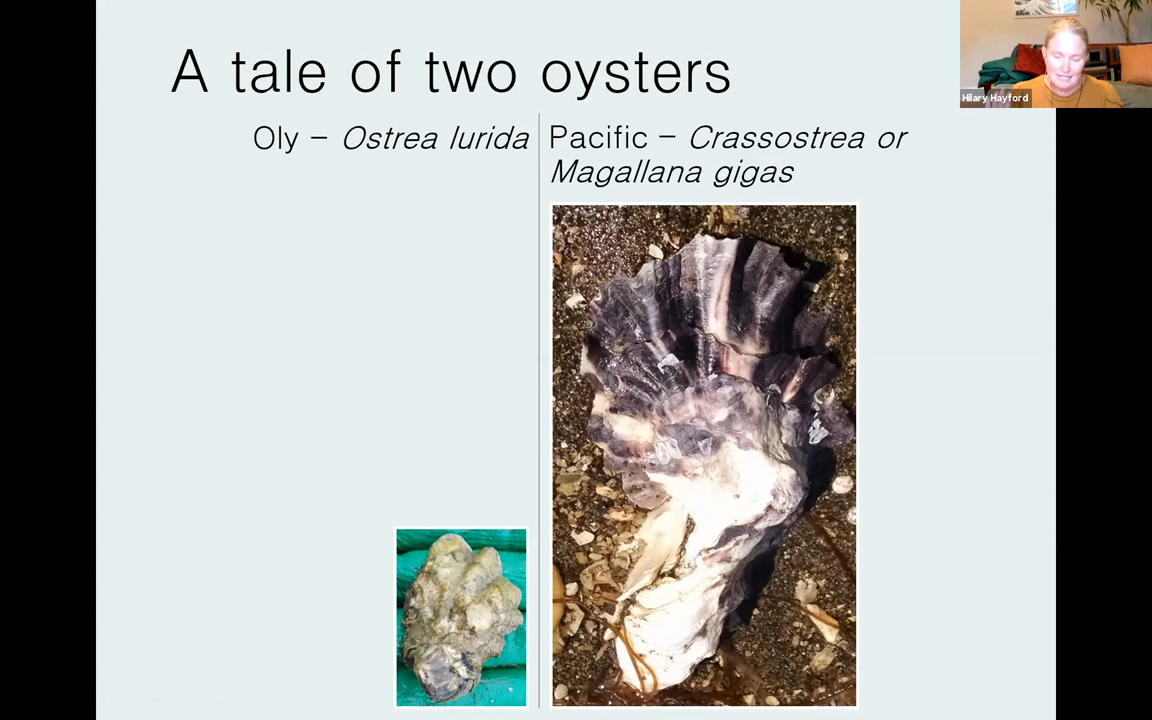 A tale of two oysters
Oly – Ostrea lurida
Pacific – Crassostrea or
Magallana gigas
Hilary Hayford